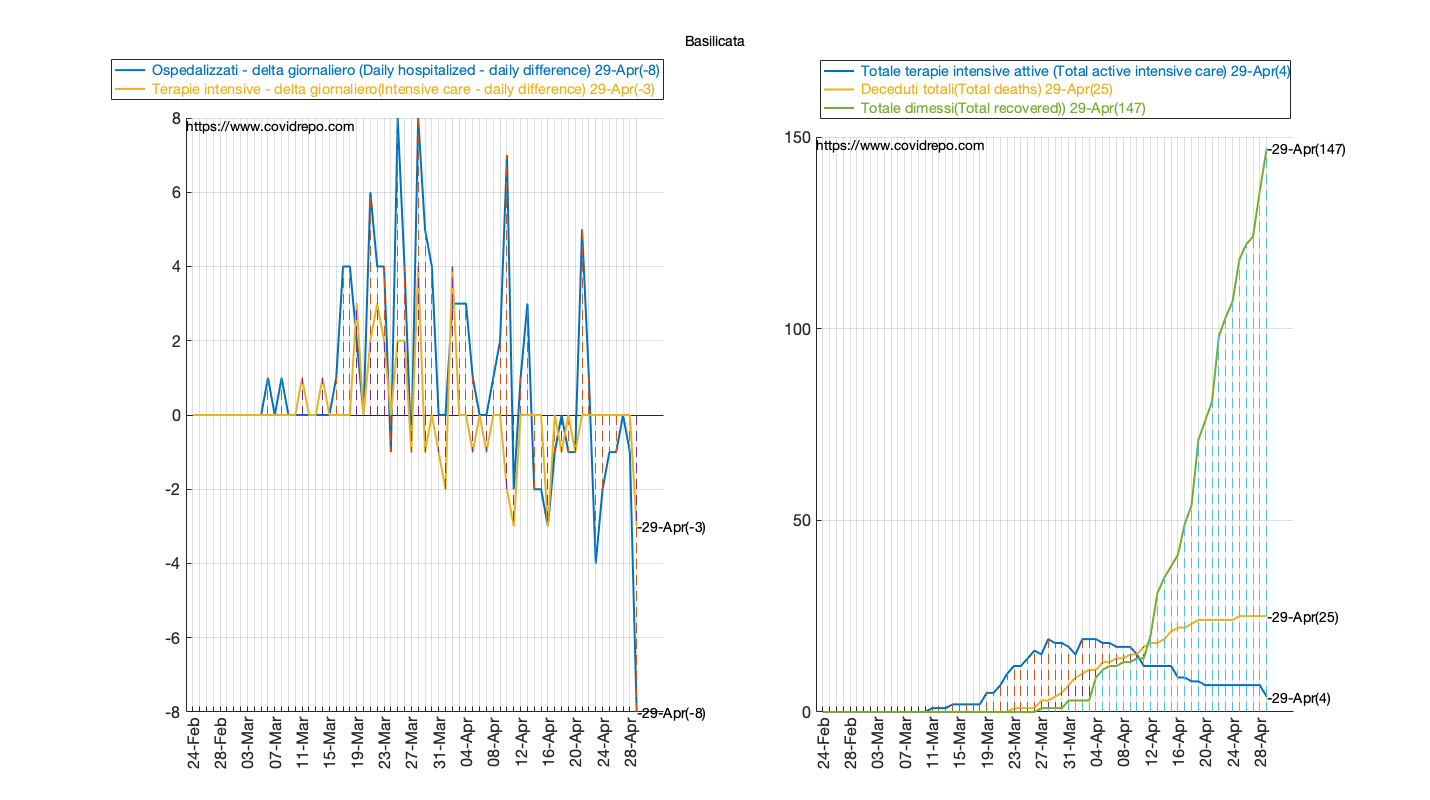 Basilicata
Ospedalizzati - delta giornaliero (Daily hospitalized - daily difference) 29-Apr(-8)
Terapie intensive - delta giornaliero(Intensive care - daily difference) 29-Apr(-3)
https://www.covidrepo.com
8
6
4
2
0
-2
-4
-6
-8
-29-Apr(-3)
-29-Apr(-8)
24-Feb
28-Feb
03-Mar
07-Mar
11-Mar
15-Mar
19-Mar
23-Mar
27-Mar
31-Mar
04-Apr
08-Apr
12-Apr
16-Apr
20-Apr
24-Apr
28-Apr
Totale terapie intensive attive (Total active intensive care) 29-Apr(4)
Deceduti totali(Total deaths) 29-Apr(25)
Totale dimessi(Total recovered)) 29-Apr(147)
https://www.covidrepo.com
150
100
50
0
-29-Apr(147)
-29-Apr(25)
-29-Apr(4)
24-Feb
28-Feb
03-Mar
07-Mar
11-Mar
15-Mar
19-Mar
23-Mar
27-Mar
31-Mar
04-Apr
08-Apr
12-Apr
16-Apr
20-Apr
24-Apr
28-Apr